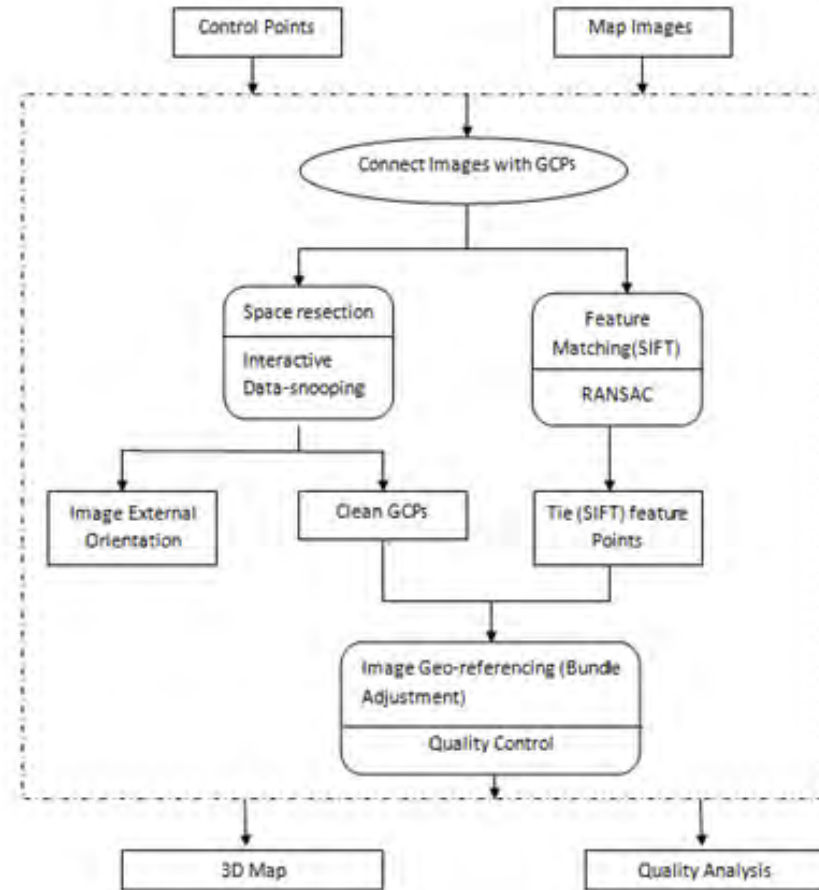 Control Points
Map Images
Connect Images with GCPs
Space resection
Interactive
Data-snooping
Feature
Matching(SIFT)
RANSAC
Image External
Orientation
Clean GCPs
Tie (SIFT) feature
Points
Image Geo-referencing (Bundle
Adjustment)
Quality Control
3D Map
Quality Analysis